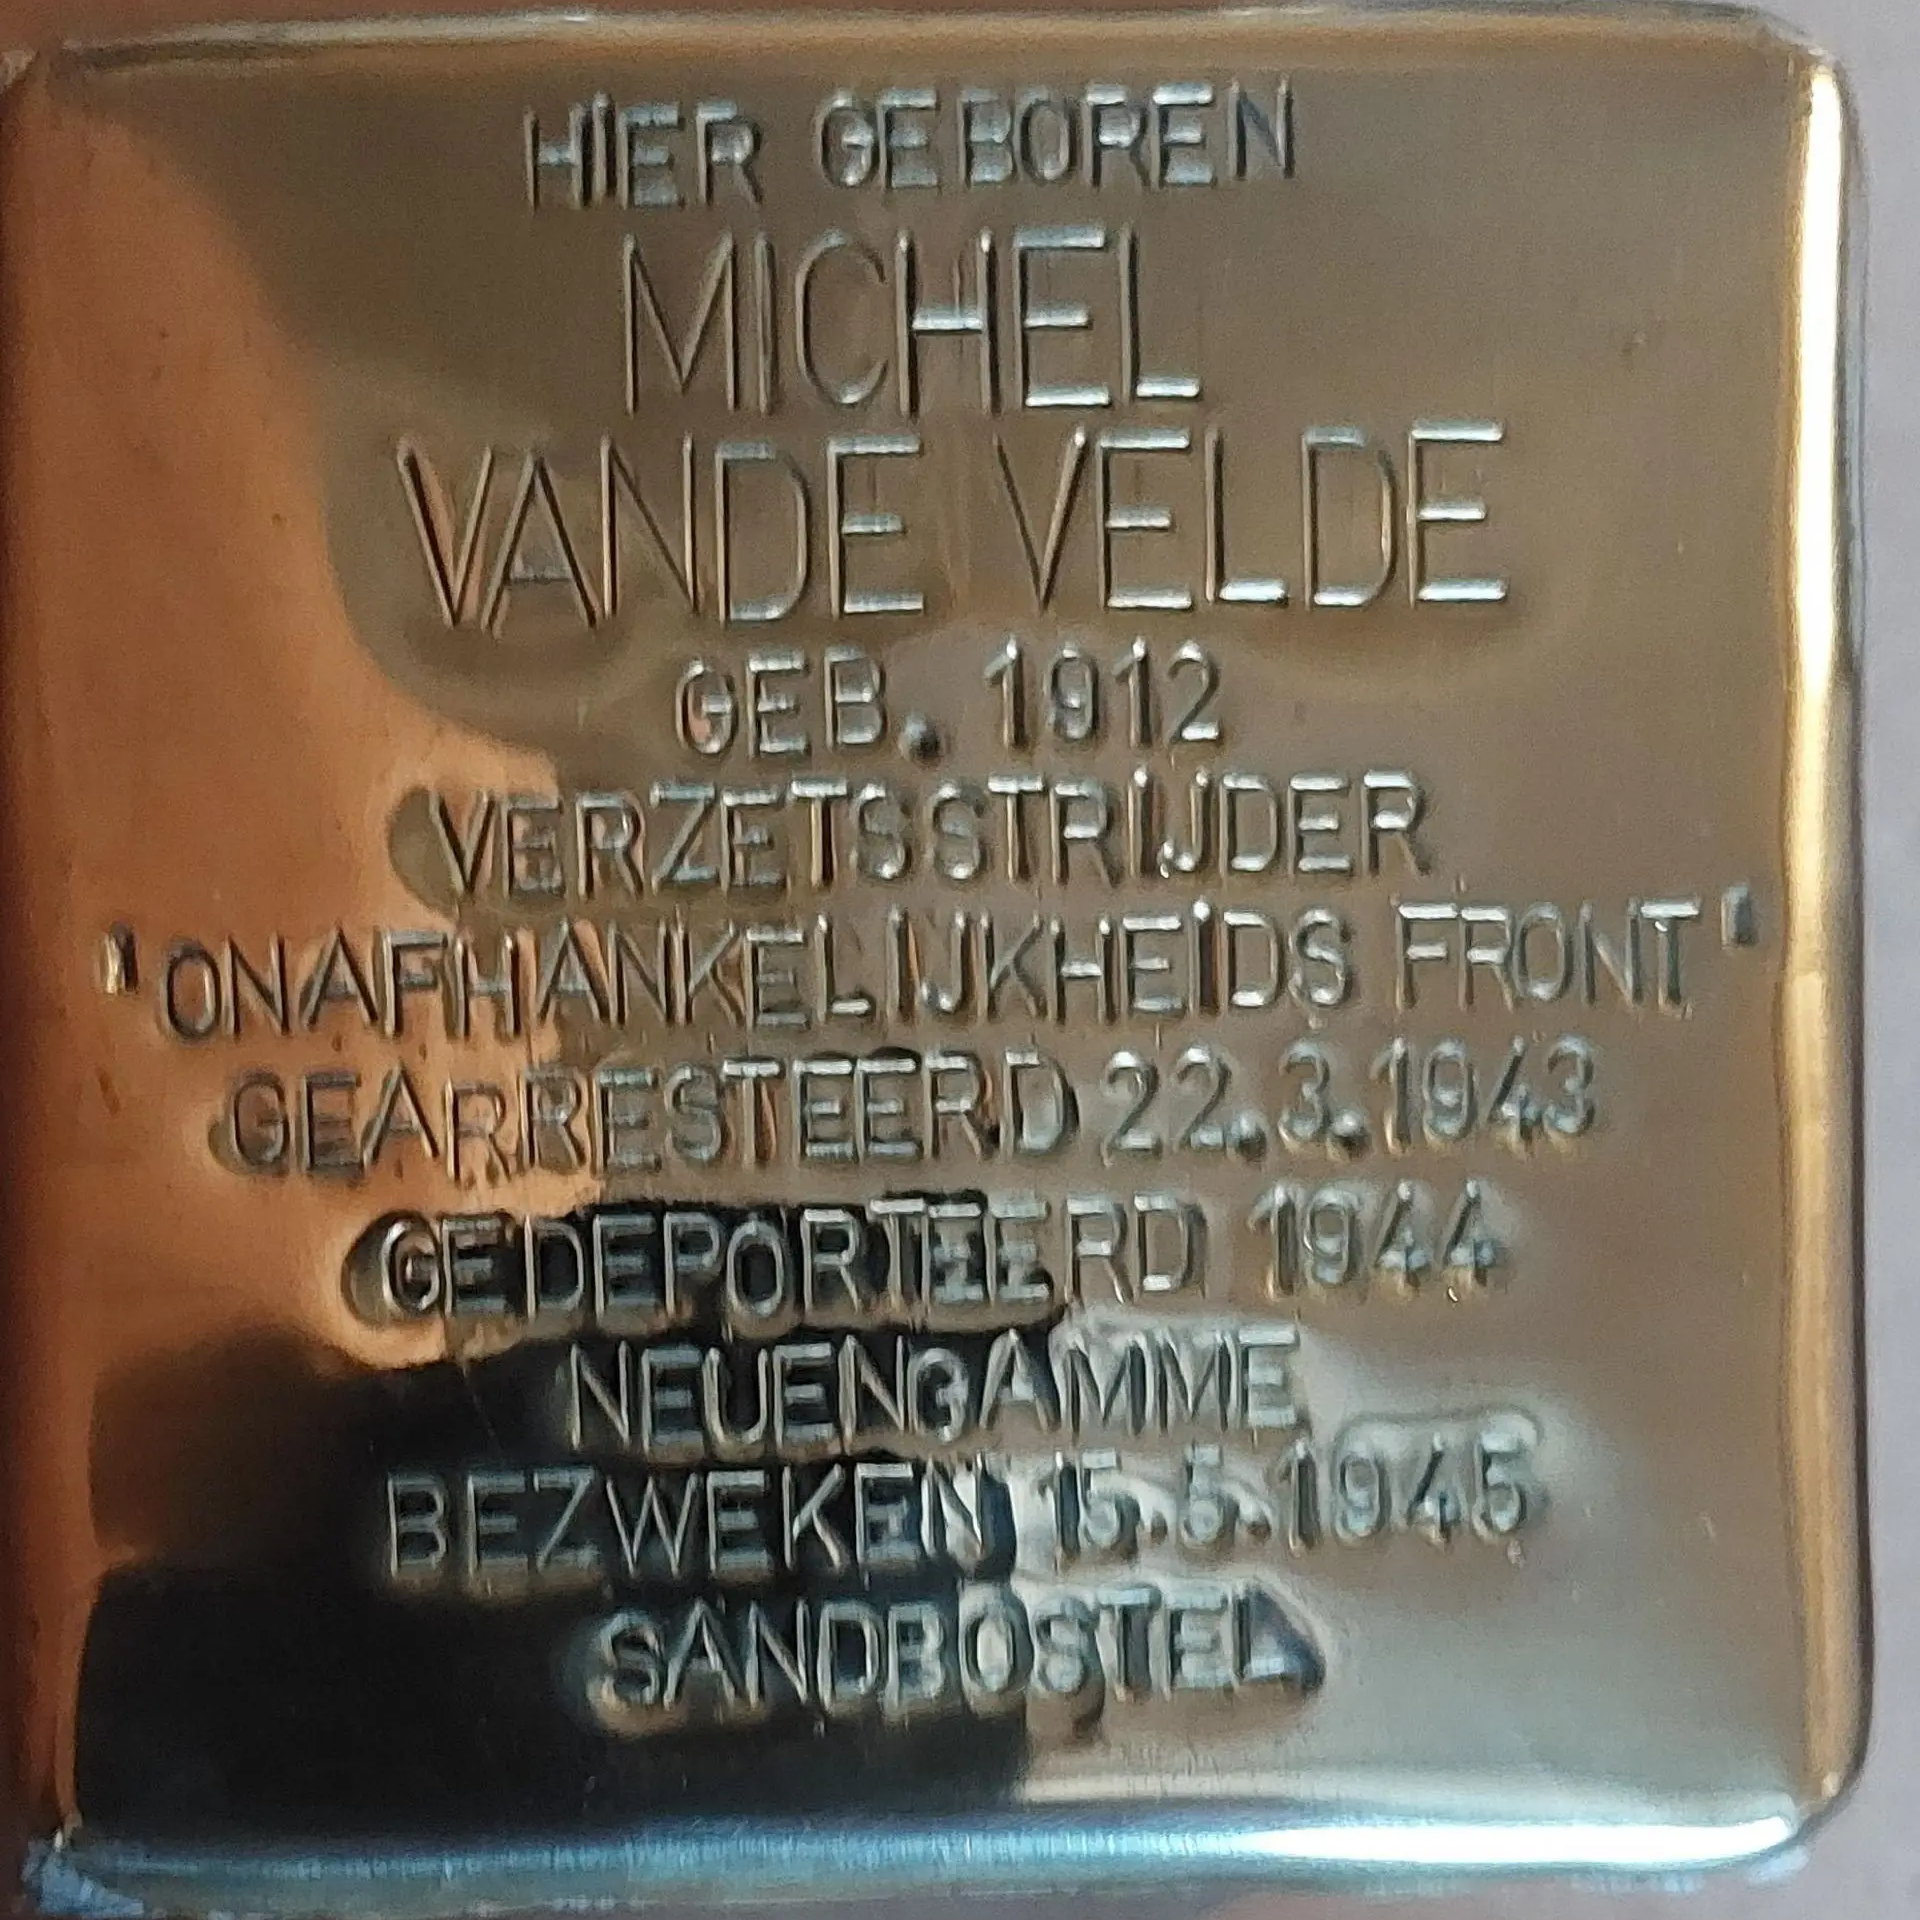 HIER GEBOREN
MICHEL
VANDE VELDE
GEB. 1912
VERZETSSTRIJDER
'ONAFHANKELIJKHEIDS FRONT'
GEARRESTEERD 22.3.1943
GEDEPORTEERD 1944
NEUENGAMME
BEZWEKEN 15.5.1945
SANDBOSTEL